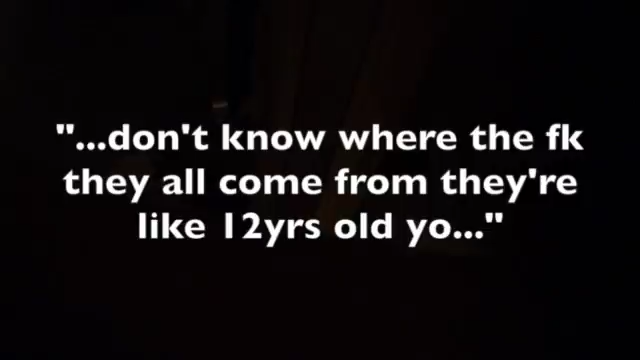 "...don't know where the fk
they all come from they're
like 12yrs old yo..."